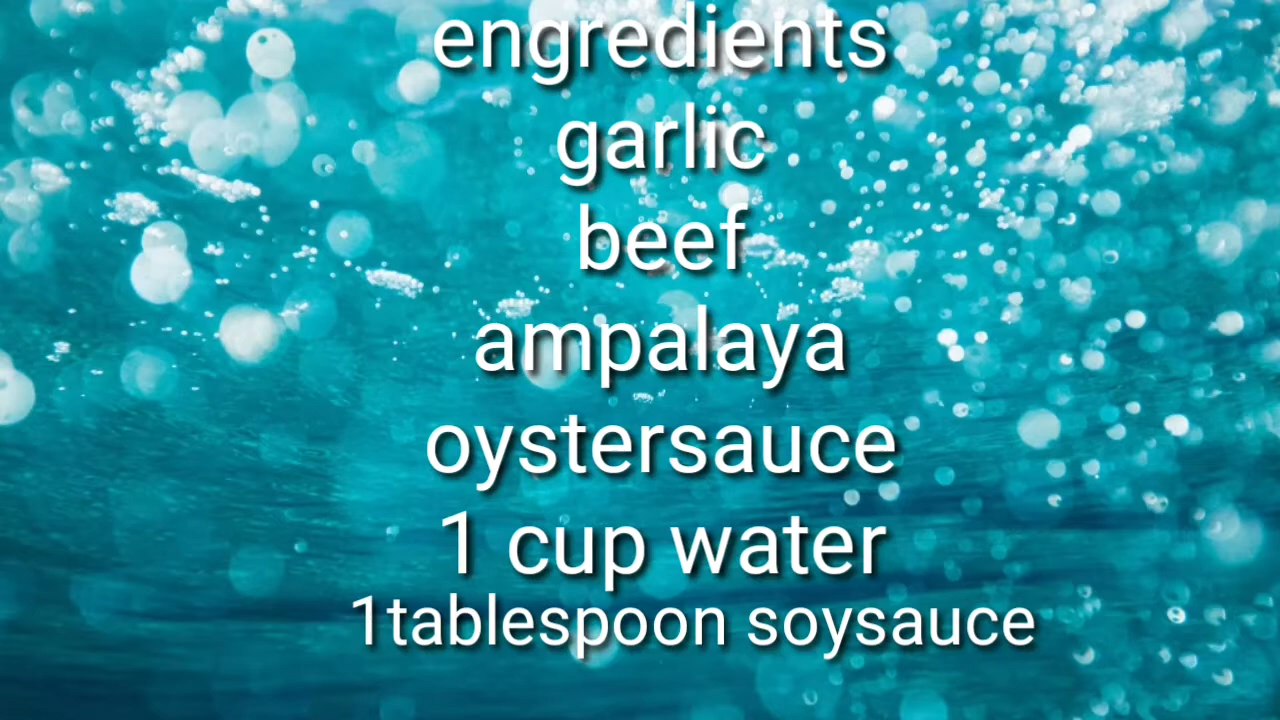 engredients
garlic
beef
ampalaya
oystersauce
1 cup water
1tablespoon soysauce